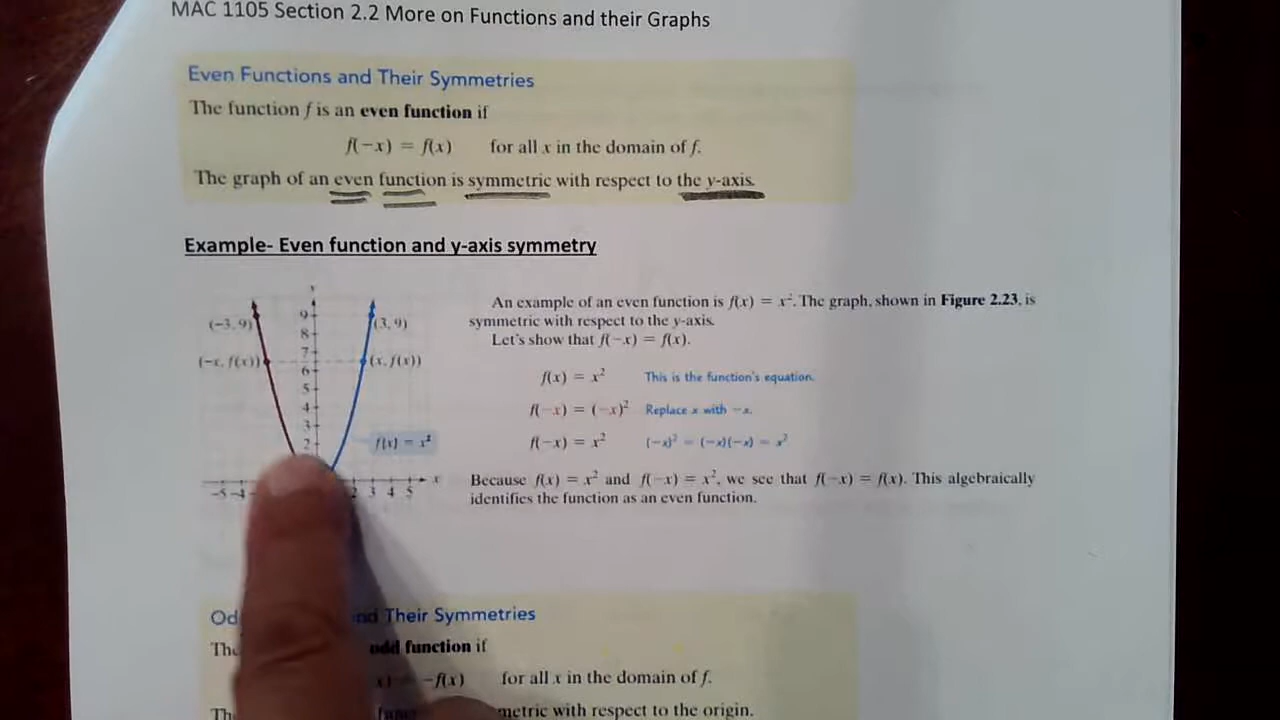 MAC 1105 Section 2.2 More on Functions and their Graphs
Even Functions and Their Symmetries
The function f is an even function if
f(−x) = f(x) for all x in the domain of f.
The graph of an even function is symmetric with respect to the y-axis.
Example- Even function and y-axis symmetry
y
9
(−3, 9)
(3, 9)
8
7
(−x, f(x))
(x, f(x))
6
5
4
3
2
f(x) = x²
x
−5 −4 2 3 4 5
An example of an even function is f(x) = x². The graph, shown in Figure 2.23, is
symmetric with respect to the y-axis.
Let's show that f(−x) = f(x).
f(x) = x² This is the function's equation.
f(−x) = (−x)² Replace x with −x.
f(−x) = x² (−x)² = (−x)(−x) = x²
Because f(x) = x² and f(−x) = x², we see that f(−x) = f(x). This algebraically
identifies the function as an even function.
Their Symmetries
odd function if
−f(x) for all x in the domain of f.
with respect to the origin.